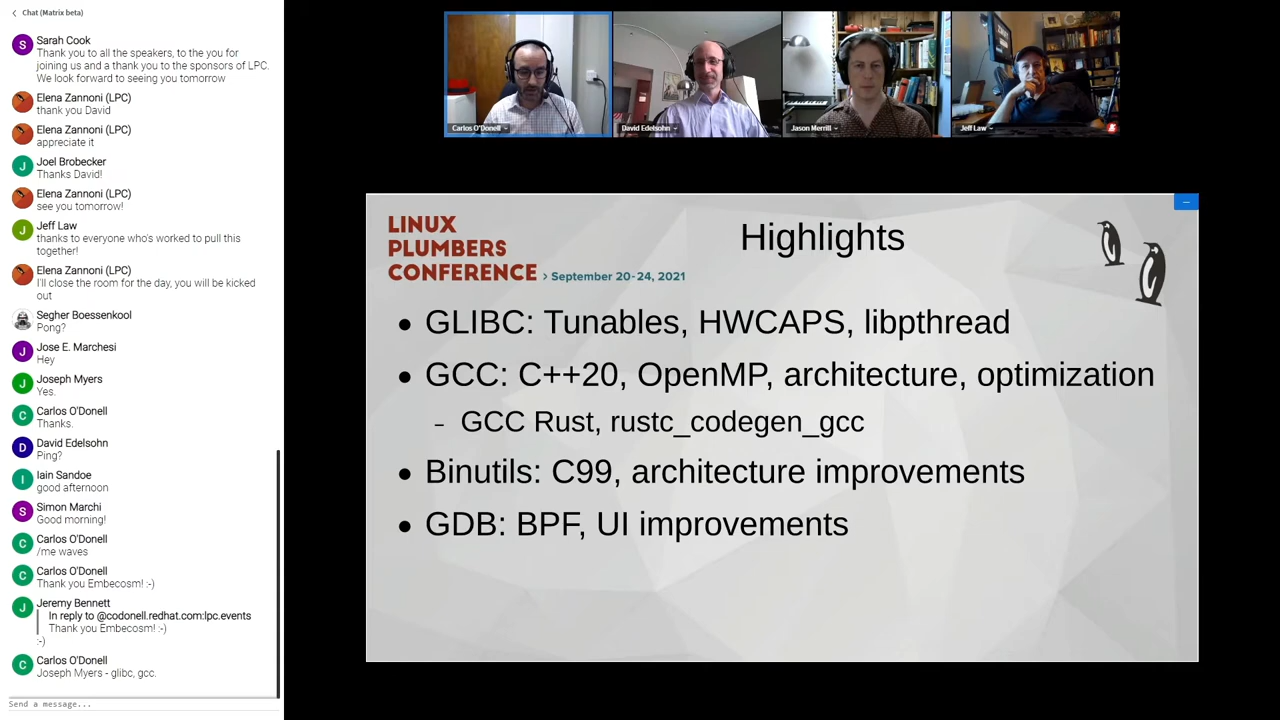 Chat (Matrix beta)
S
Sarah Cook
Thank you to all the speakers, to the you for
joining us and a thank you to the sponsors of LPC.
We look forward to seeing you tomorrow
Elena Zannoni (LPC)
thank you David
Elena Zannoni (LPC)
appreciate it
J
Joel Brobecker
Thanks David!
Elena Zannoni (LPC)
see you tomorrow!
J
Jeff Law
thanks to everyone who's worked to pull this
together!
Elena Zannoni (LPC)
I'll close the room for the day, you will be kicked
out
Segher Boessenkool
Pong?
J
Jose E. Marchesi
Hey
J
Joseph Myers
Yes.
C
Carlos O'Donell
Thanks.
D
David Edelsohn
Ping?
I
Iain Sandoe
good afternoon
S
Simon Marchi
Good morning!
C
Carlos O'Donell
/me waves
C
Carlos O'Donell
Thank you Embecosm! :-)
J
Jeremy Bennett
In reply to @codonell.redhat.com:lpc.events
Thank you Embecosm! :-)
:-)
C
Carlos O'Donell
Joseph Myers - glibc, gcc.
Send a message...
Carlos O'Donell
David Edelsohn
Jason Merrill
Jeff Law
LINUX
PLUMBERS
CONFERENCE > September 20-24, 2021
Highlights
• GLIBC: Tunables, HWCAPS, libpthread
• GCC: C++20, OpenMP, architecture, optimization
– GCC Rust, rustc_codegen_gcc
• Binutils: C99, architecture improvements
• GDB: BPF, UI improvements